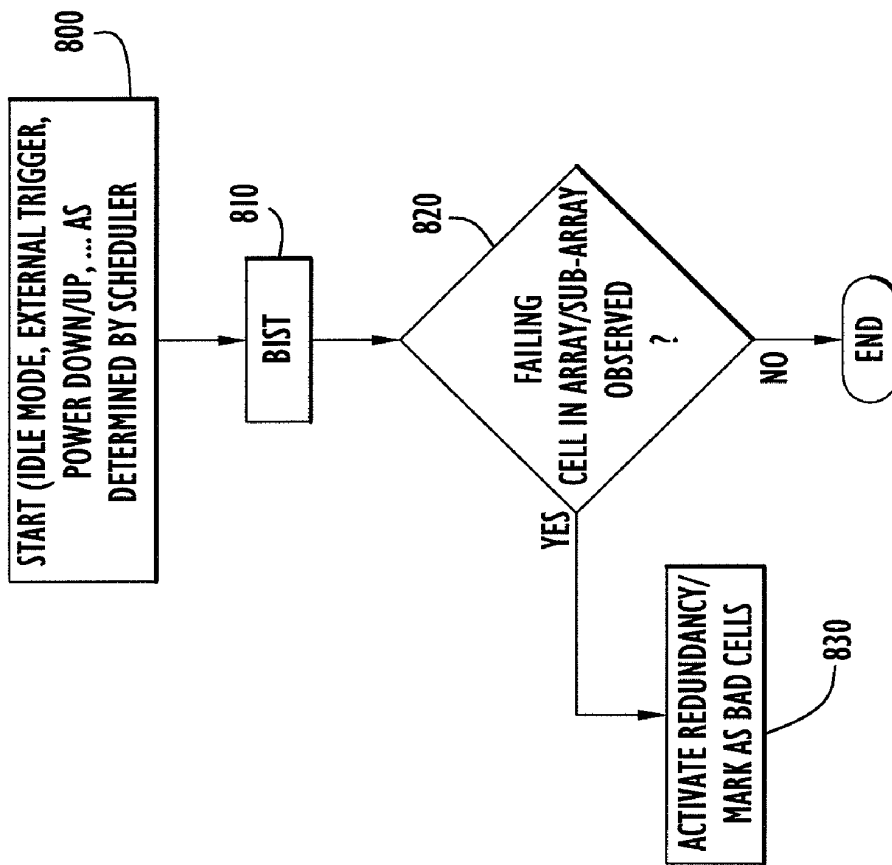 START (IDLE MODE, EXTERNAL TRIGGER,
POWER DOWN/UP, ... AS
DETERMINED BY SCHEDULER
800
BIST
810
FAILING
CELL IN ARRAY/SUB-ARRAY
OBSERVED
?
820
YES
NO
ACTIVATE REDUNDANCY/
MARK AS BAD CELLS
830
END